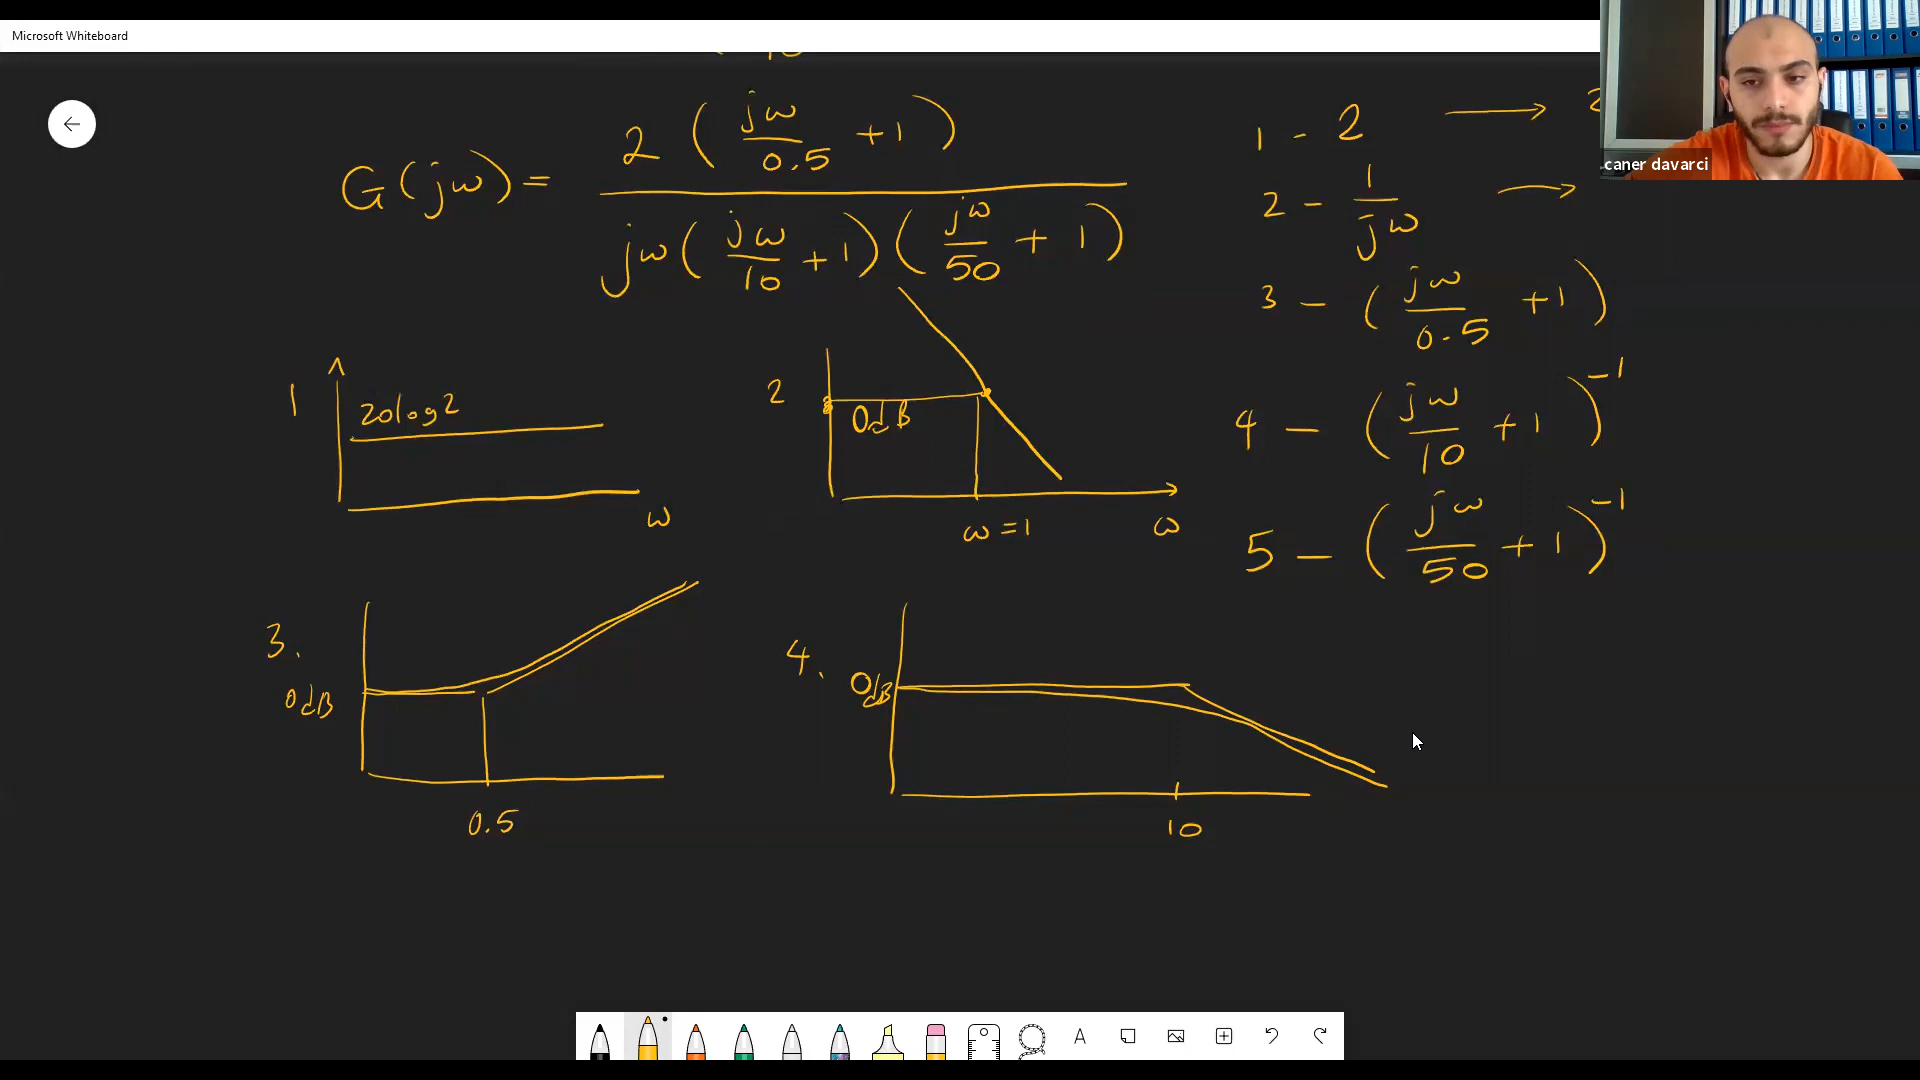 Microsoft Whiteboard
caner davarci
G(jω) = 2 (jω/0.5 + 1) / jω(jω/10 + 1)(jω/50 + 1)
1 - 2 →
2 - 1/jω →
3 - (jω/0.5 + 1)
4 - (jω/10 + 1)^-1
5 - (jω/50 + 1)^-1
1
20log2
ω
2
0dB
ω = 1
ω
3.
0dB
0.5
4.
0dB
10
A